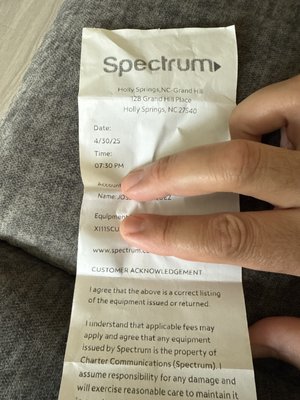 Spectrum
Holly Springs,NC-Grand Hill
128 Grand Hill Place
Holly Springs, NC 27540
Date:
4/30/25
Time:
07:30 PM
Account
Name:
Equipment
www.spectrum.
CUSTOMER ACKNOWLEDGEMENT
I agree that the above is a correct listing
of the equipment issued or returned.
I understand that applicable fees may
apply and agree that any equipment
issued by Spectrum is the property of
Charter Communications (Spectrum). I
assume responsibility for any damage and
will exercise reasonable care to maintain it